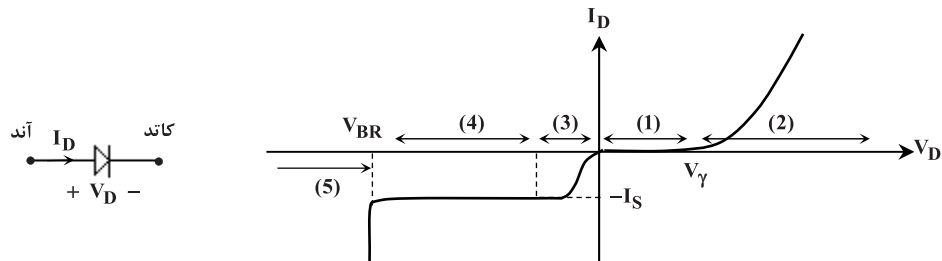 آند
I_D
کاتد
+ V_D −
I_D
V_BR
(4)
(3)
(1)
(2)
V_D
(5)
V_γ
−I_S